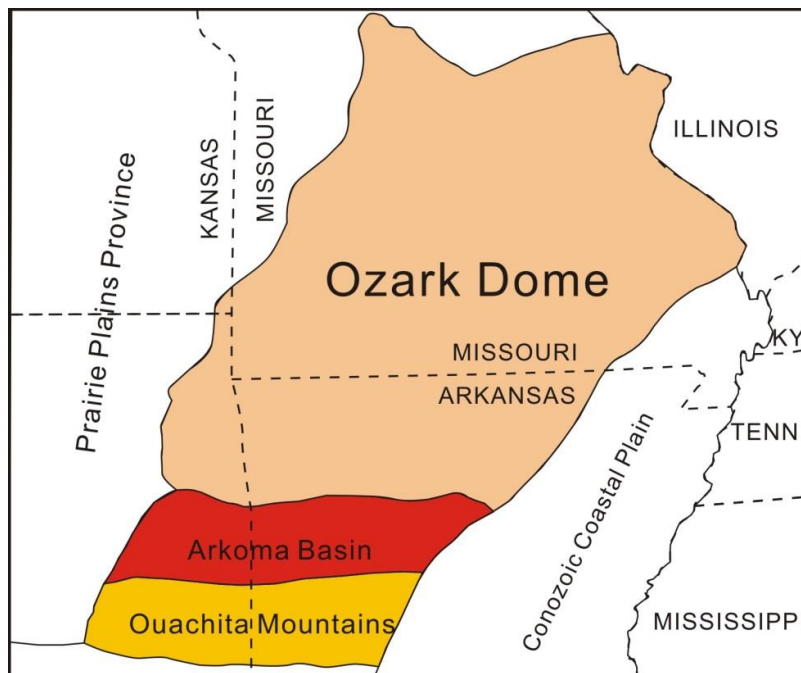 ILLINOIS
KANSAS
MISSOURI
Prairie Plains Province
Ozark Dome
KY
MISSOURI
ARKANSAS
TENN
Conozoic Coastal Plain
Arkoma Basin
Ouachita Mountains
MISSISSIPP